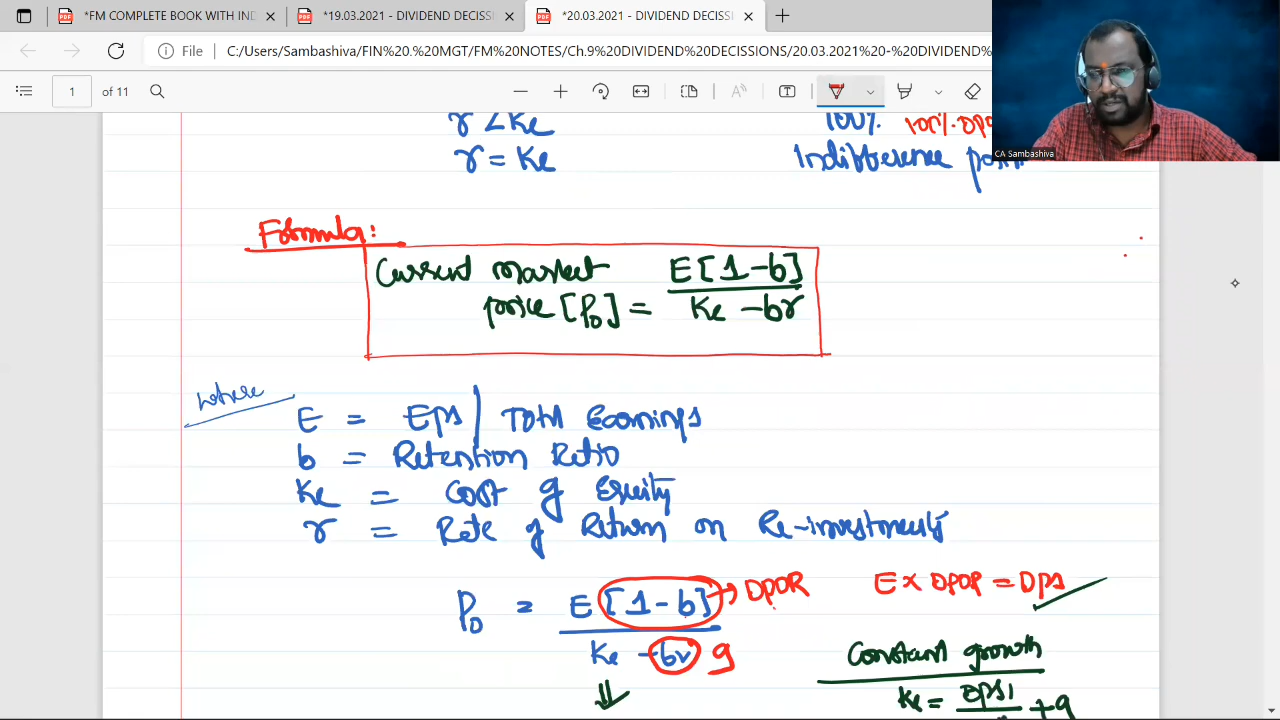 *FM COMPLETE BOOK WITH IND
*19.03.2021 - DIVIDEND DECISSI
*20.03.2021 - DIVIDEND DECISSI
File
C:/Users/Sambashiva/FIN%20.%20MGT/FM%20NOTES/Ch.9%20DIVIDEND%20DECISSIONS/20.03.2021%20-%20DIVIDEND%
1 of 11
CA Sambashiva
r < Ke 100%
r = Ke Indifference
Formula:
Current market E[1-b]
price [P0] = Ke - br
where
E = EPS | Total Earnings
b = Retention Ratio
Ke = Cost of Equity
r = Rate of Return on Re-investments
P0 = E [1-b] → DPOR E x DPOR = DPS
Ke - br g
Constant growth
Ke = DPS1 + g